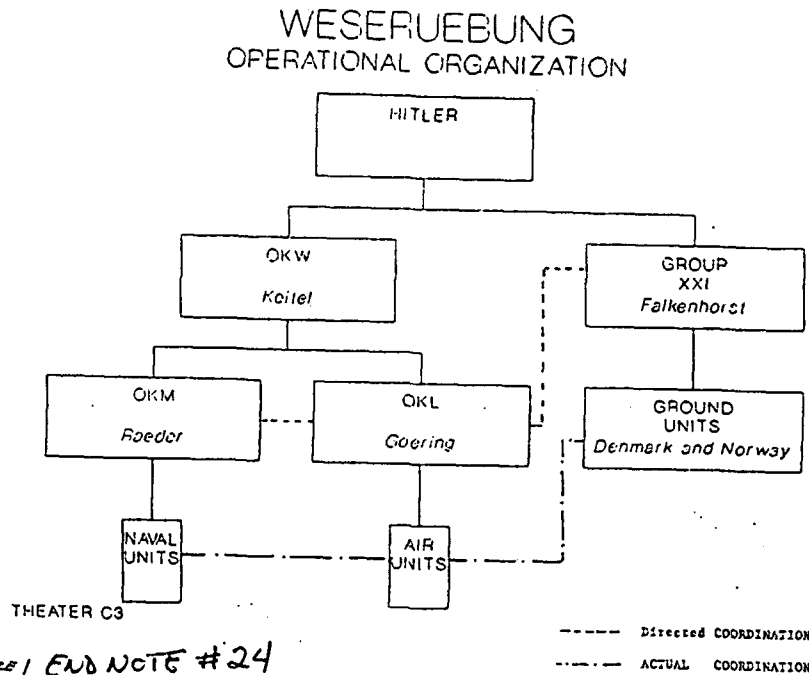 WESERUEBUNG
OPERATIONAL ORGANIZATION
HITLER
OKW
Keitel
GROUP
XXI
Falkenhorst
OKM
Raeder
OKL
Goering
GROUND
UNITS
Denmark and Norway
NAVAL
UNITS
AIR
UNITS
THEATER C3
END NOTE #24
Directed COORDINATION
ACTUAL COORDINATION